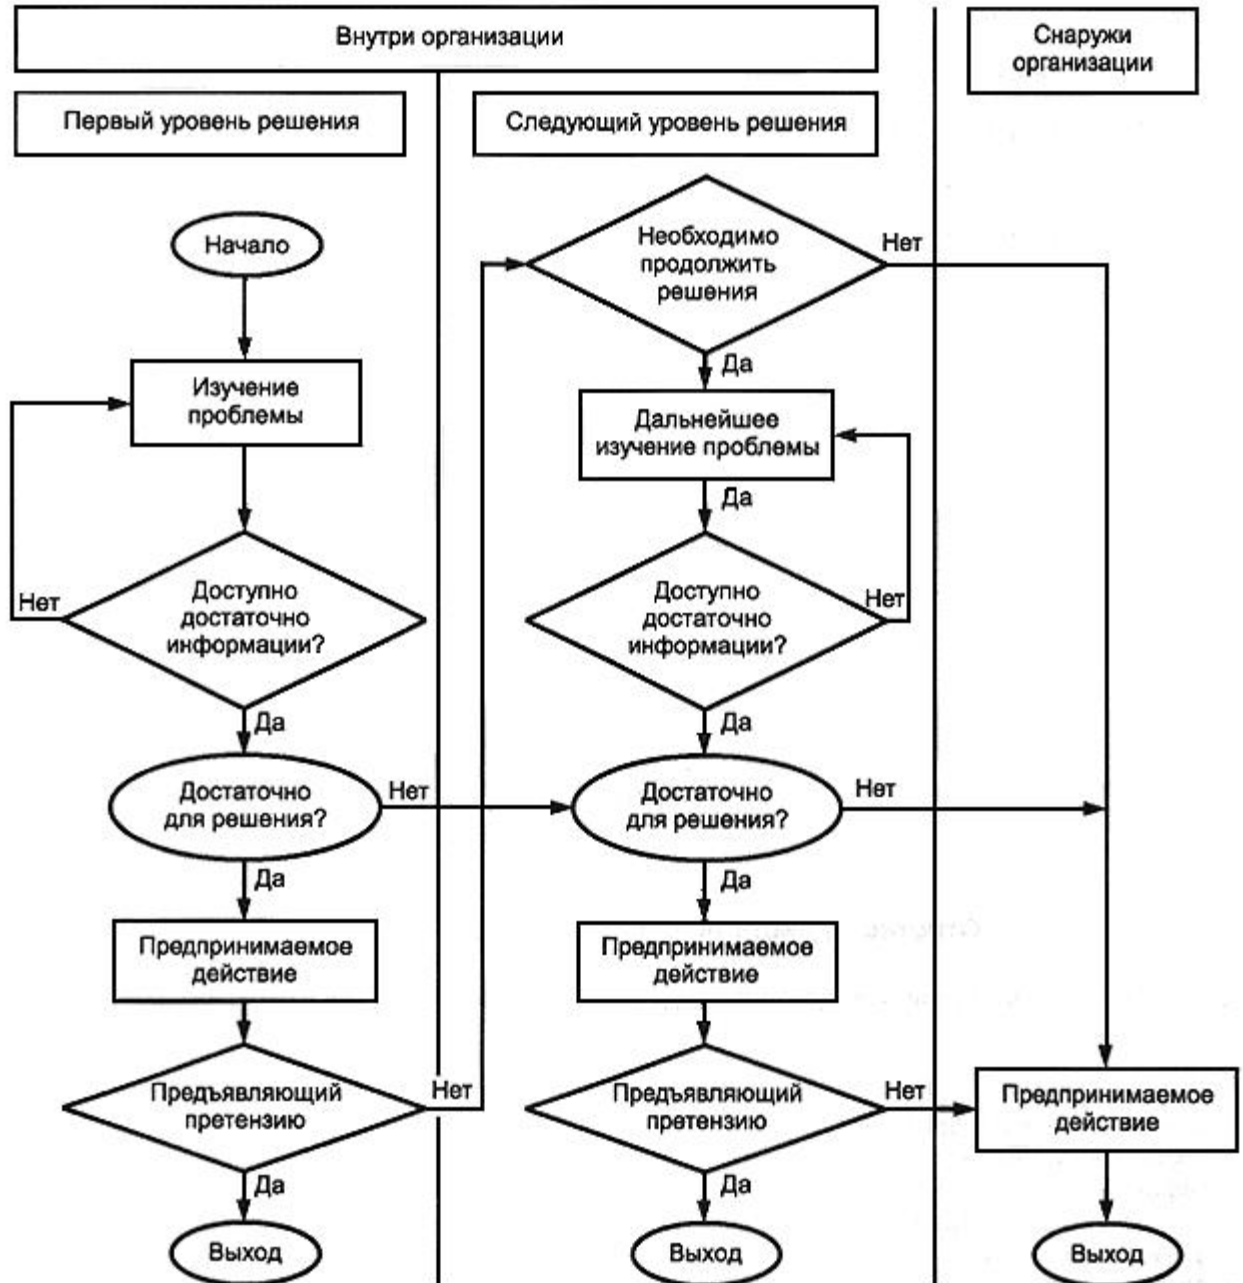 Внутри организации
Снаружи
организации
Первый уровень решения
Следующий уровень решения
Начало
Необходимо
продолжить
решения
Нет
Да
Изучение
проблемы
Дальнейшее
изучение проблемы
Да
Доступно
достаточно
информации?
Нет
Доступно
достаточно
информации?
Нет
Да
Да
Достаточно
для решения?
Нет
Достаточно
для решения?
Нет
Да
Да
Предпринимаемое
действие
Предпринимаемое
действие
Предъявляющий
претензию
Нет
Предъявляющий
претензию
Нет
Предпринимаемое
действие
Да
Да
Выход
Выход
Выход